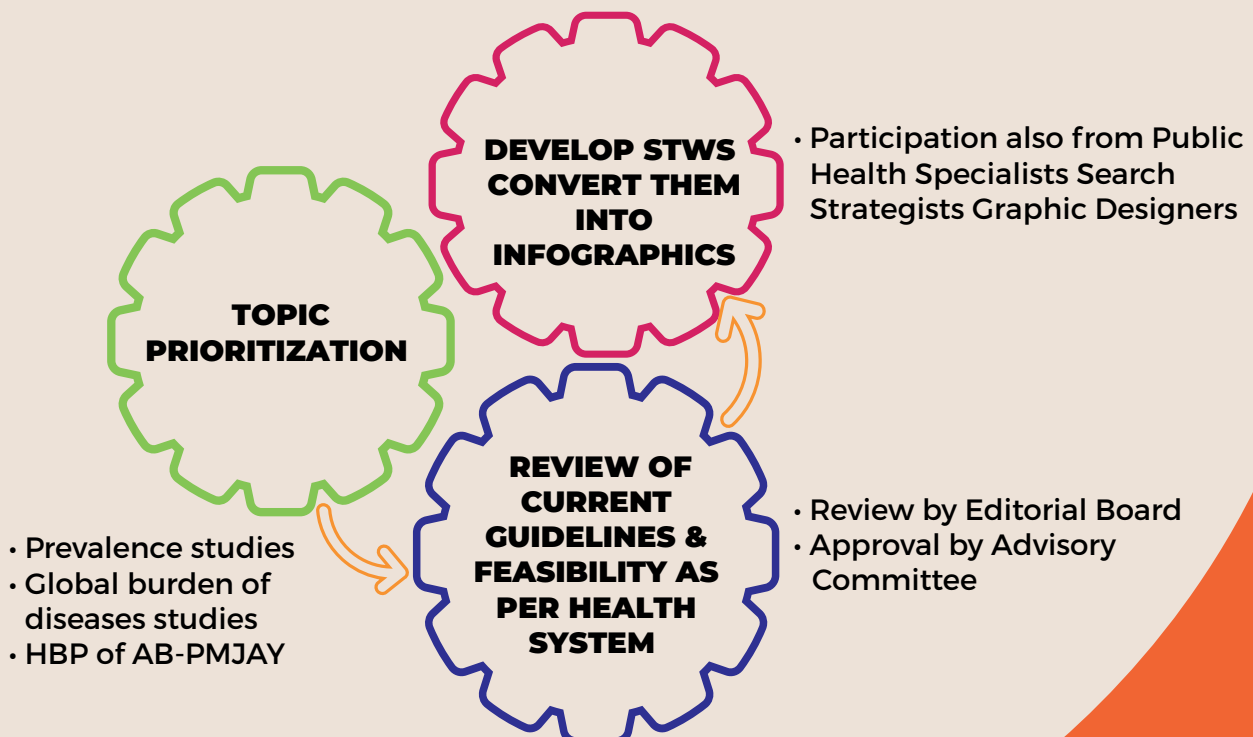 TOPIC
PRIORITIZATION
• Prevalence studies
• Global burden of
diseases studies
• HBP of AB-PMJAY
REVIEW OF
CURRENT
GUIDELINES &
FEASIBILITY AS
PER HEALTH
SYSTEM
• Review by Editorial Board
• Approval by Advisory
Committee
DEVELOP STWS
CONVERT THEM
INTO
INFOGRAPHICS
• Participation also from Public
Health Specialists Search
Strategists Graphic Designers